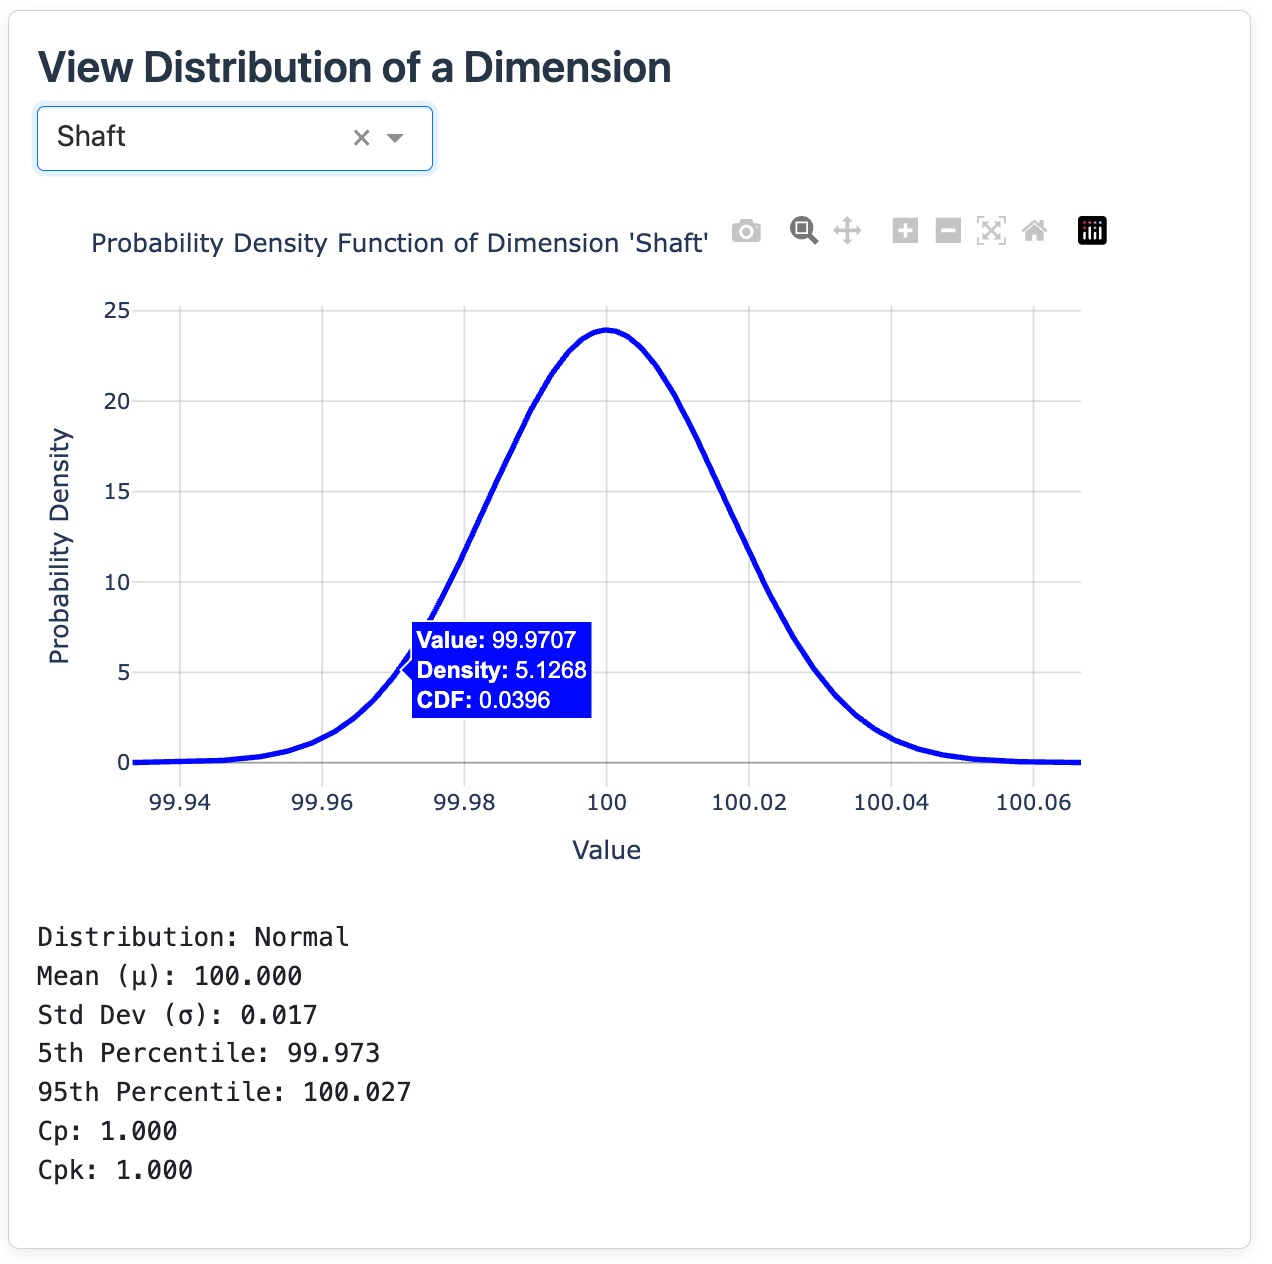 View Distribution of a Dimension
Shaft
Probability Density Function of Dimension 'Shaft'
25
20
15
10
5
0
Probability Density
Value: 99.9707
Density: 5.1268
CDF: 0.0396
99.94 99.96 99.98 100 100.02 100.04 100.06
Value
Distribution: Normal
Mean (μ): 100.000
Std Dev (σ): 0.017
5th Percentile: 99.973
95th Percentile: 100.027
Cp: 1.000
Cpk: 1.000